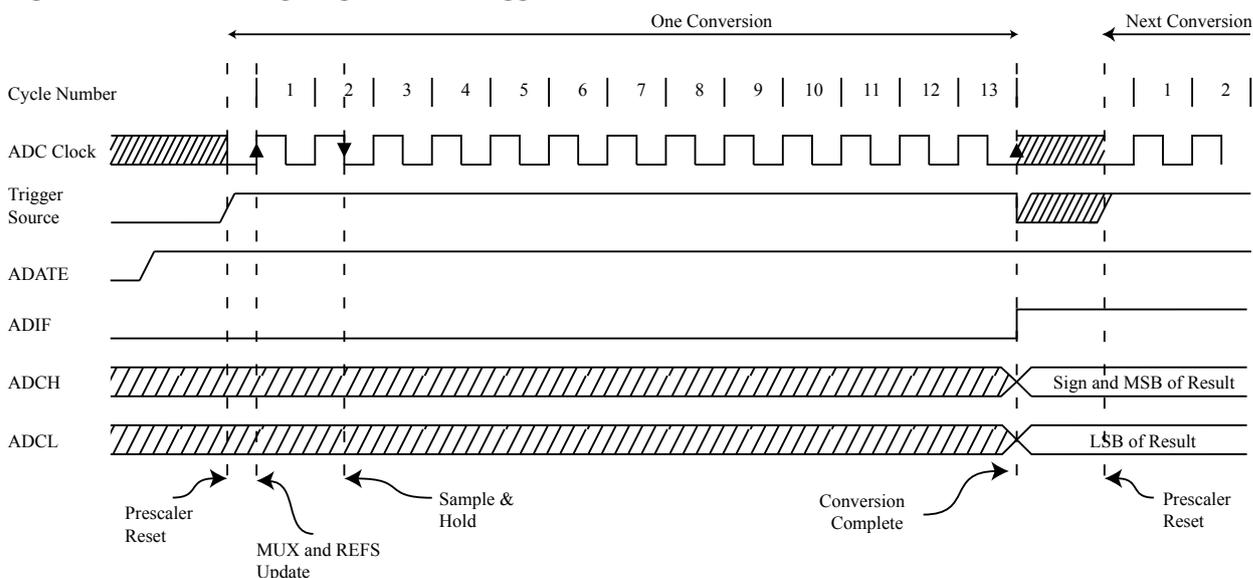 One Conversion
Next Conversion
Cycle Number
1 2 3 4 5 6 7 8 9 10 11 12 13 1 2
ADC Clock
Trigger
Source
ADATE
ADIF
ADCH
Sign and MSB of Result
ADCL
LSB of Result
Prescaler
Reset
MUX and REFS
Update
Sample &
Hold
Conversion
Complete
Prescaler
Reset